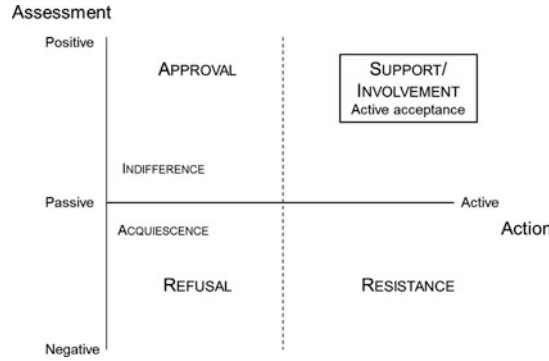 Assessment
Positive
APPROVAL
SUPPORT/
INVOLVEMENT
Active acceptance
INDIFFERENCE
Passive
Active
ACQUIESCENCE
Action
REFUSAL
RESISTANCE
Negative